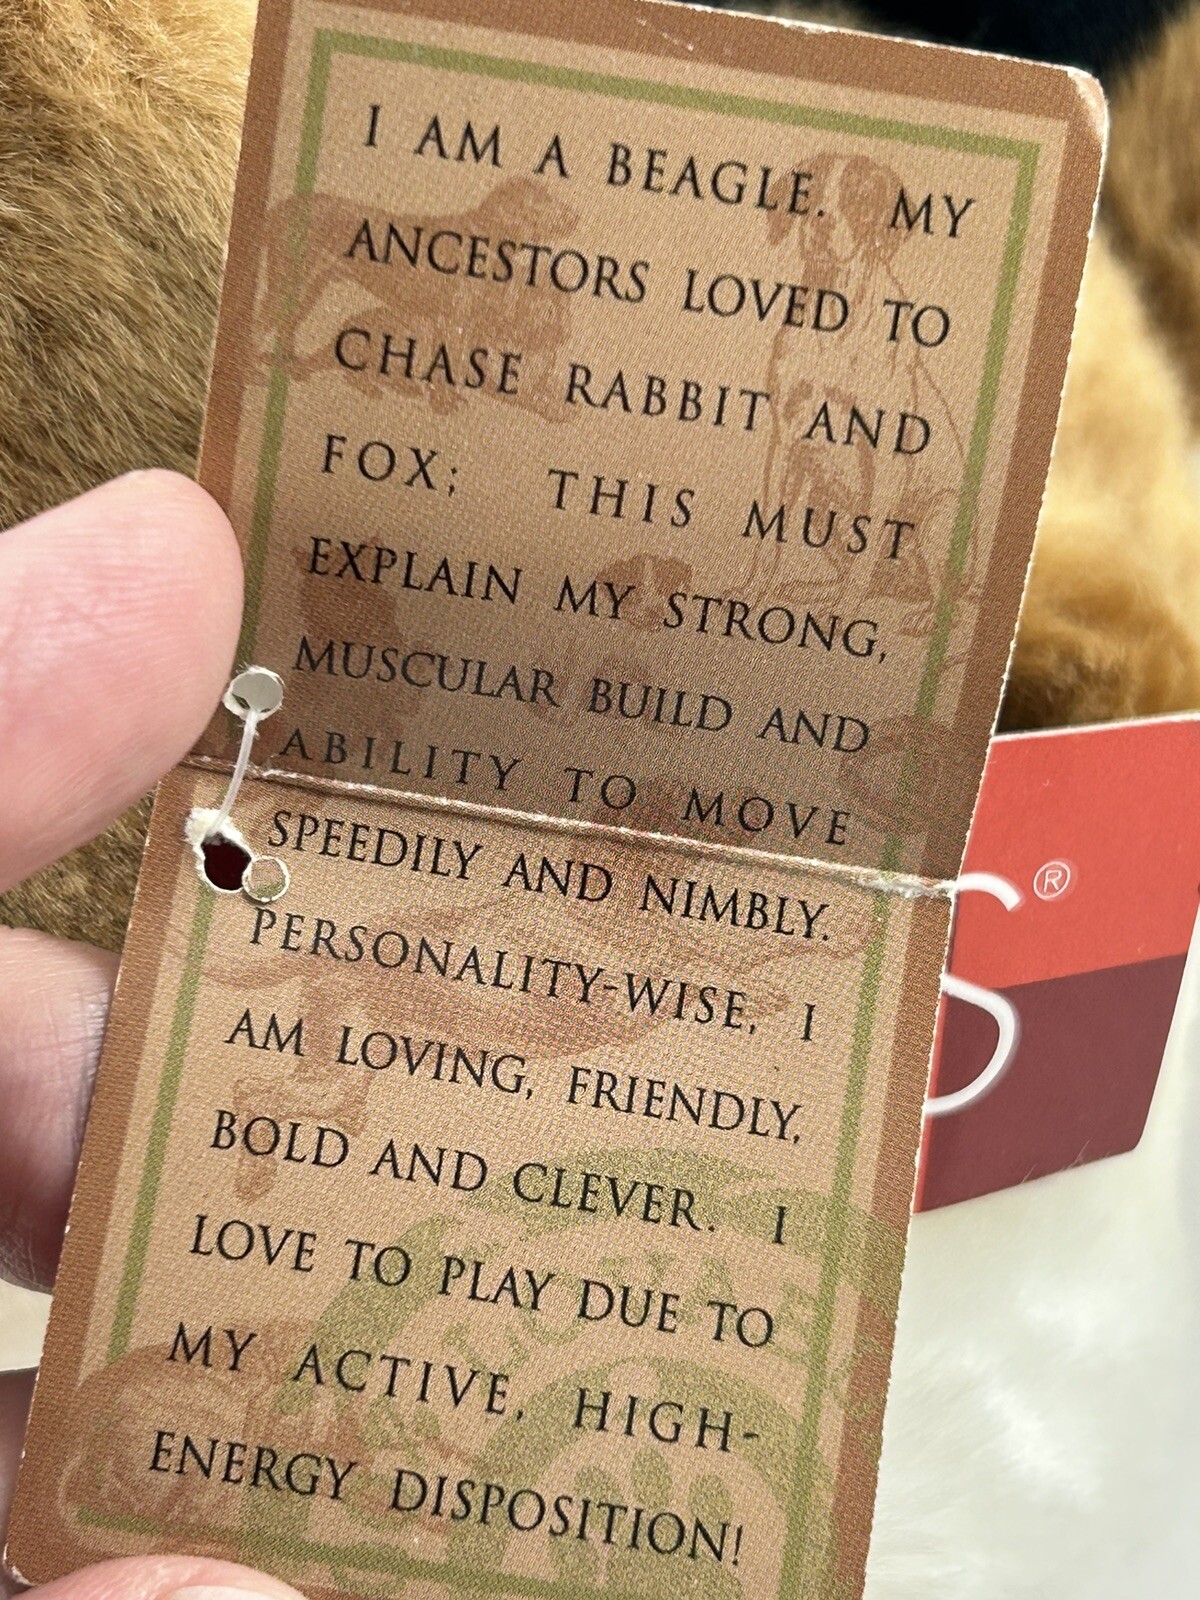 I AM A BEAGLE. MY
ANCESTORS LOVED TO
CHASE RABBIT AND
FOX; THIS MUST
EXPLAIN MY STRONG,
MUSCULAR BUILD AND
ABILITY TO MOVE
SPEEDILY AND NIMBLY.
PERSONALITY-WISE, I
AM LOVING, FRIENDLY,
BOLD AND CLEVER. I
LOVE TO PLAY DUE TO
MY ACTIVE, HIGH-
ENERGY DISPOSITION!
S®